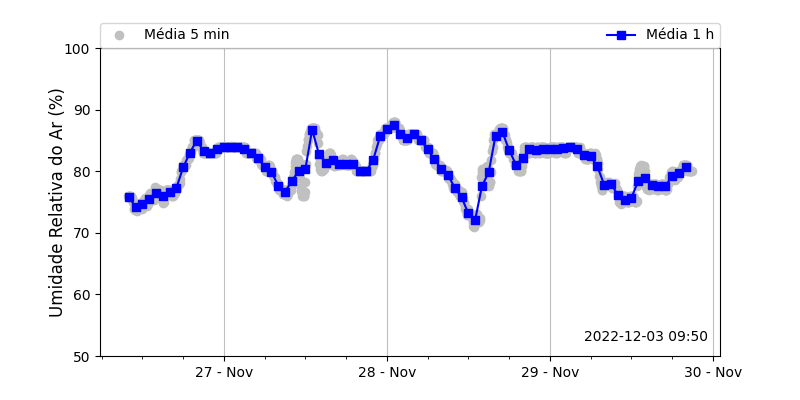 Média 5 min
Média 1 h
Umidade Relativa do Ar (%)
100
90
80
70
60
50
2022-12-03 09:50
27 - Nov
28 - Nov
29 - Nov
30 - Nov